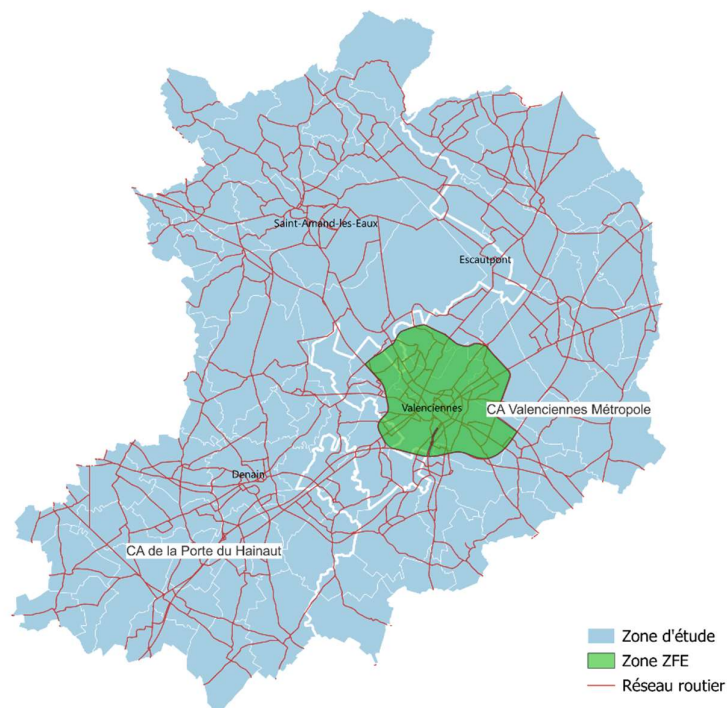 Saint-Amand-les-Eaux
Escautpont
Valenciennes
CA Valenciennes Métropole
Denain
CA de la Porte du Hainaut
Zone d'étude
Zone ZFE
Réseau routier